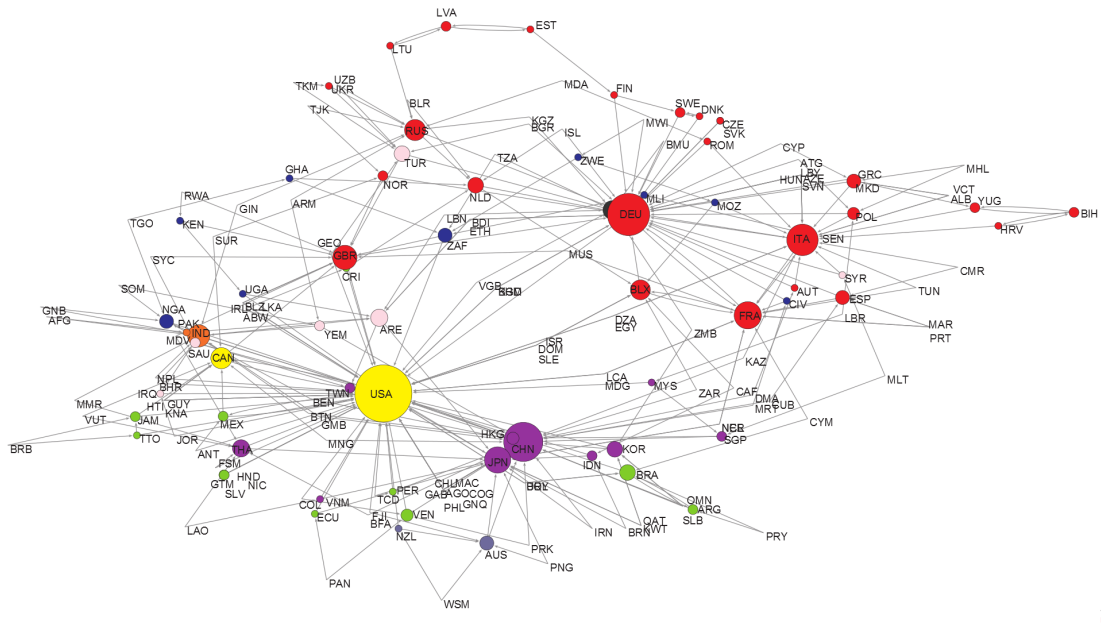 LVA
EST
LTU
UZB
TKM
UKR
MDA
FIN
TJK
BLR
SWE
DNK
RUS
KGZ
BGR
ISL
MWI
CZE
SVK
BMU
ROM
CYP
TUR
TZA
ZWE
GHA
NOR
NLD
ATG
LBY
HUN
AZE
SVN
GRC
MKD
MHL
RWA
GIN
ARM
MLI
MOZ
VCT
ALB
YUG
TGO
KEN
LBN
BDI
ETH
DEU
POL
BIH
HRV
SUR
GEO
ZAF
ITA
SEN
GBR
SYC
MUS
CRI
SYR
CMR
SOM
UGA
VGB
BLX
AUT
CIV
ESP
TUN
GNB
AFG
NGA
IRL
BLZ
LKA
ABW
ARE
FRA
LBR
PAK
IND
MDV
YEM
DZA
EGY
ZMB
MAR
PRT
SAU
CAN
ISR
DOM
SLE
KAZ
NPL
BHR
IRQ
TWN
USA
LCA
MDG
MYS
ZAR
CAF
MLT
MMR
HTI
GUY
KNA
BEN
DMA
MRT
CUB
VUT
JAM
MEX
BTN
GMB
CYM
BRB
TTO
JOR
MNG
HKG
CHN
NER
SGP
ANT
THA
JPN
KOR
IDN
FSM
GTM
HND
NIC
SLV
CHL
MAC
GAB
AGO
COG
GNQ
PHL
BRA
COL
VNM
TCD
PER
OMN
ARG
SLB
ECU
FJI
BFA
VEN
QAT
KWT
LAO
NZL
IRN
BRN
PRY
AUS
PRK
PNG
PAN
WSM